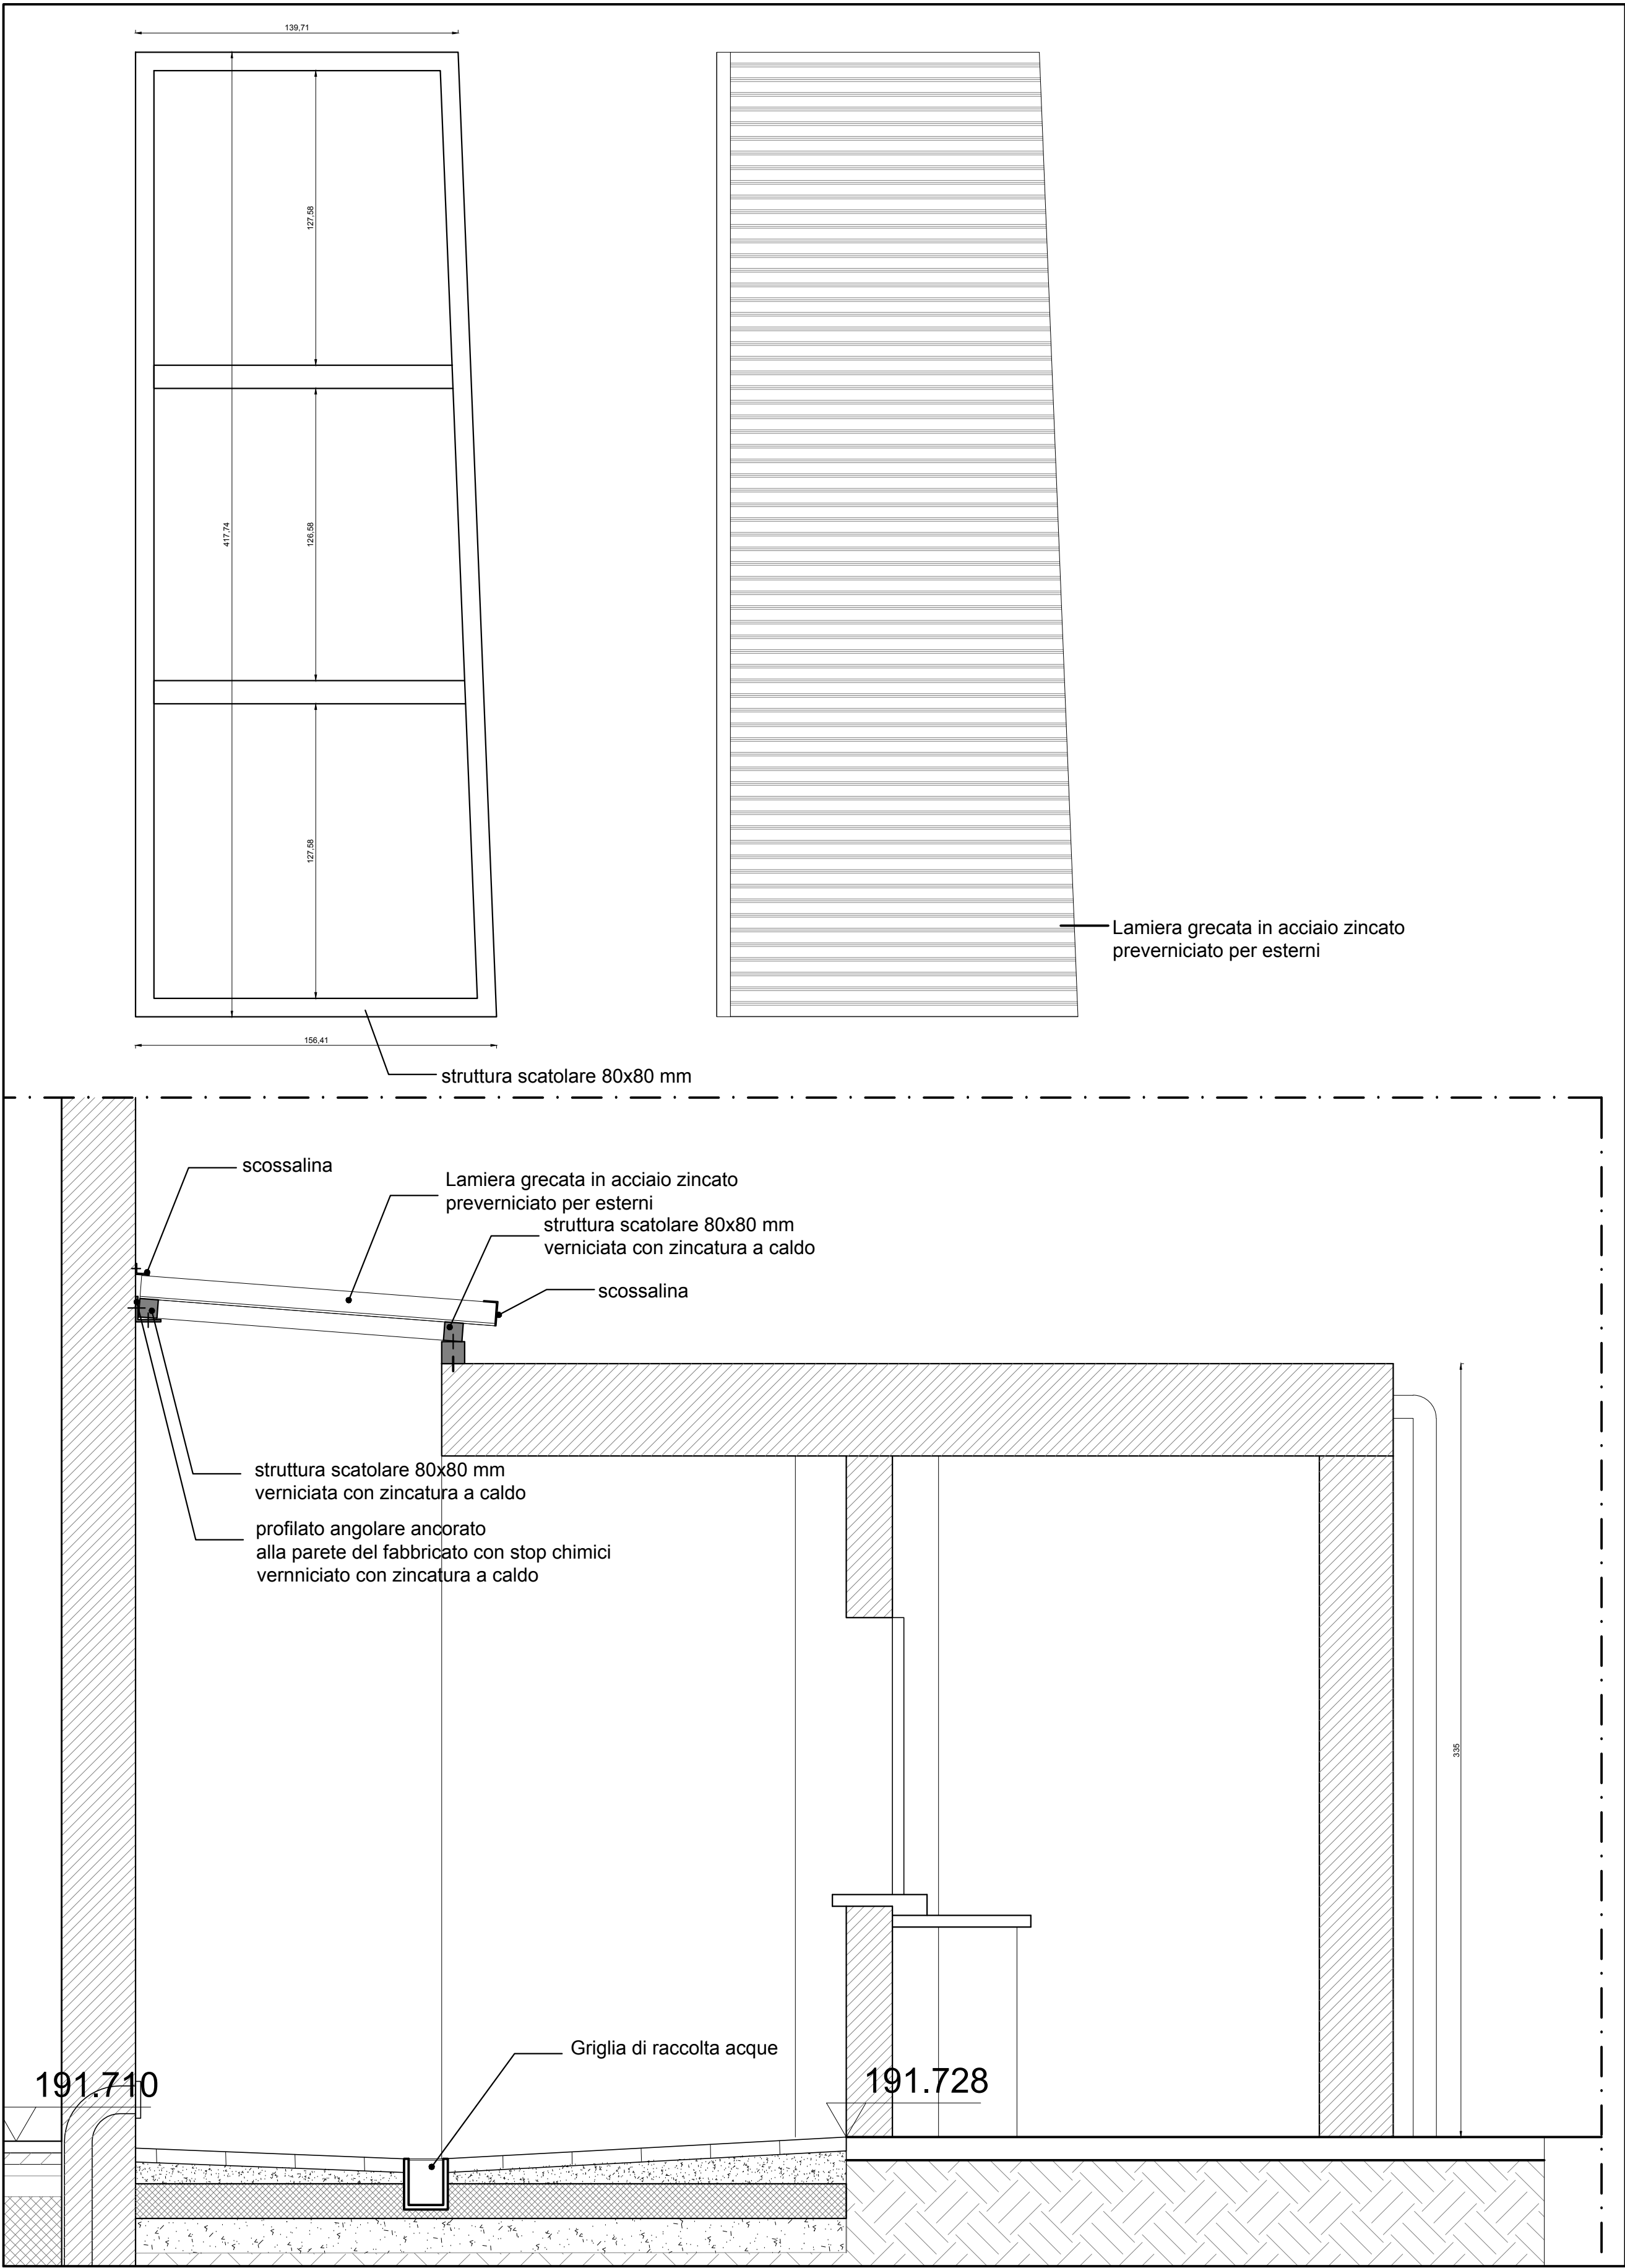 139,71
127,58
417,74
126,58
127,58
Lamiera grecata in acciaio zincato
preverniciato per esterni
156,41
struttura scatolare 80x80 mm
scossalina
Lamiera grecata in acciaio zincato
preverniciato per esterni
struttura scatolare 80x80 mm
verniciata con zincatura a caldo
scossalina
struttura scatolare 80x80 mm
verniciata con zincatura a caldo
profilato angolare ancorato
alla parete del fabbricato con stop chimici
vernniciato con zincatura a caldo
335
Griglia di raccolta acque
191.710
191.728